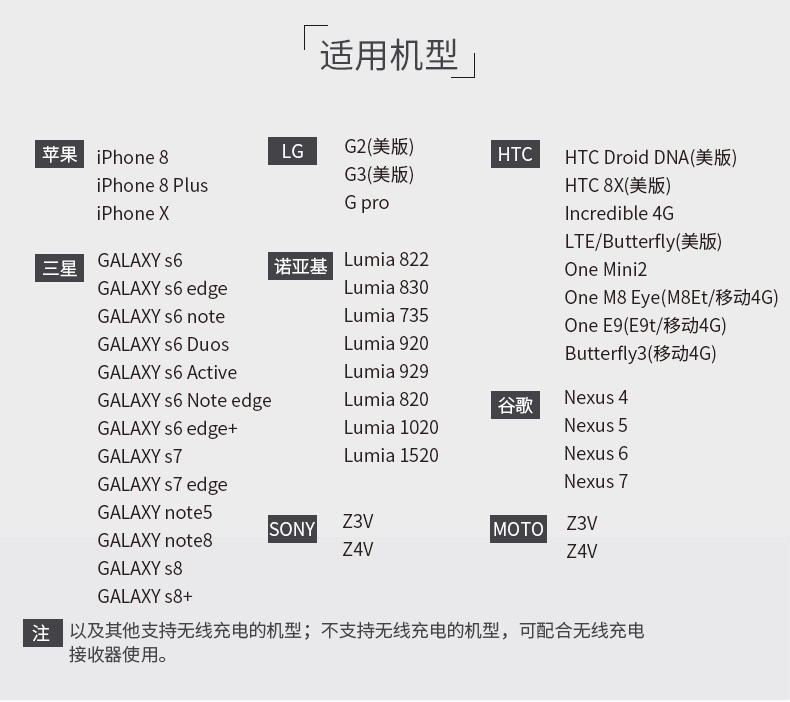 适用机型
苹果
iPhone 8
iPhone 8 Plus
iPhone X
三星
GALAXY s6
GALAXY s6 edge
GALAXY s6 note
GALAXY s6 Duos
GALAXY s6 Active
GALAXY s6 Note edge
GALAXY s6 edge+
GALAXY s7
GALAXY s7 edge
GALAXY note5
GALAXY note8
GALAXY s8
GALAXY s8+
LG
G2(美版)
G3(美版)
G pro
诺亚基
Lumia 822
Lumia 830
Lumia 735
Lumia 920
Lumia 929
Lumia 820
Lumia 1020
Lumia 1520
SONY
Z3V
Z4V
HTC
HTC Droid DNA(美版)
HTC 8X(美版)
Incredible 4G
LTE/Butterfly(美版)
One Mini2
One M8 Eye(M8Et/移动4G)
One E9(E9t/移动4G)
Butterfly3(移动4G)
谷歌
Nexus 4
Nexus 5
Nexus 6
Nexus 7
MOTO
Z3V
Z4V
注
以及其他支持无线充电的机型；不支持无线充电的机型，可配合无线充电
接收器使用。